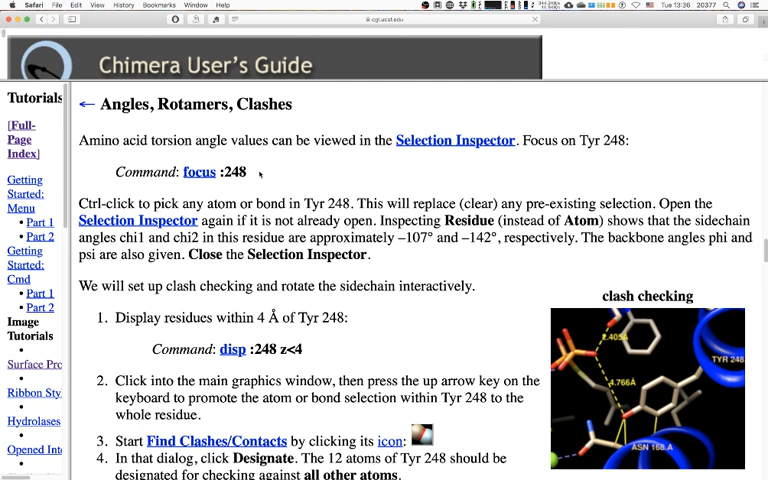 Safari File Edit View History Bookmarks Window Help
Tue 13:36 20377
cgl.ucsf.edu
Chimera User's Guide
Tutorials
[Full-
Page
Index]
Getting
Started:
Menu
• Part 1
• Part 2
Getting
Started:
Cmd
• Part 1
• Part 2
Image
Tutorials
•
Surface Pro
•
Ribbon Sty
•
Hydrolases
•
Opened Int
← Angles, Rotamers, Clashes
Amino acid torsion angle values can be viewed in the Selection Inspector. Focus on Tyr 248:
Command: focus :248
Ctrl-click to pick any atom or bond in Tyr 248. This will replace (clear) any pre-existing selection. Open the
Selection Inspector again if it is not already open. Inspecting Residue (instead of Atom) shows that the sidechain
angles chi1 and chi2 in this residue are approximately –107° and –142°, respectively. The backbone angles phi and
psi are also given. Close the Selection Inspector.
We will set up clash checking and rotate the sidechain interactively.
1. Display residues within 4 Å of Tyr 248:
Command: disp :248 z<4
2. Click into the main graphics window, then press the up arrow key on the
keyboard to promote the atom or bond selection within Tyr 248 to the
whole residue.
3. Start Find Clashes/Contacts by clicking its icon:
4. In that dialog, click Designate. The 12 atoms of Tyr 248 should be
designated for checking against all other atoms.
clash checking
2.405Å
TYR 248
4.766Å
ASN 168.A